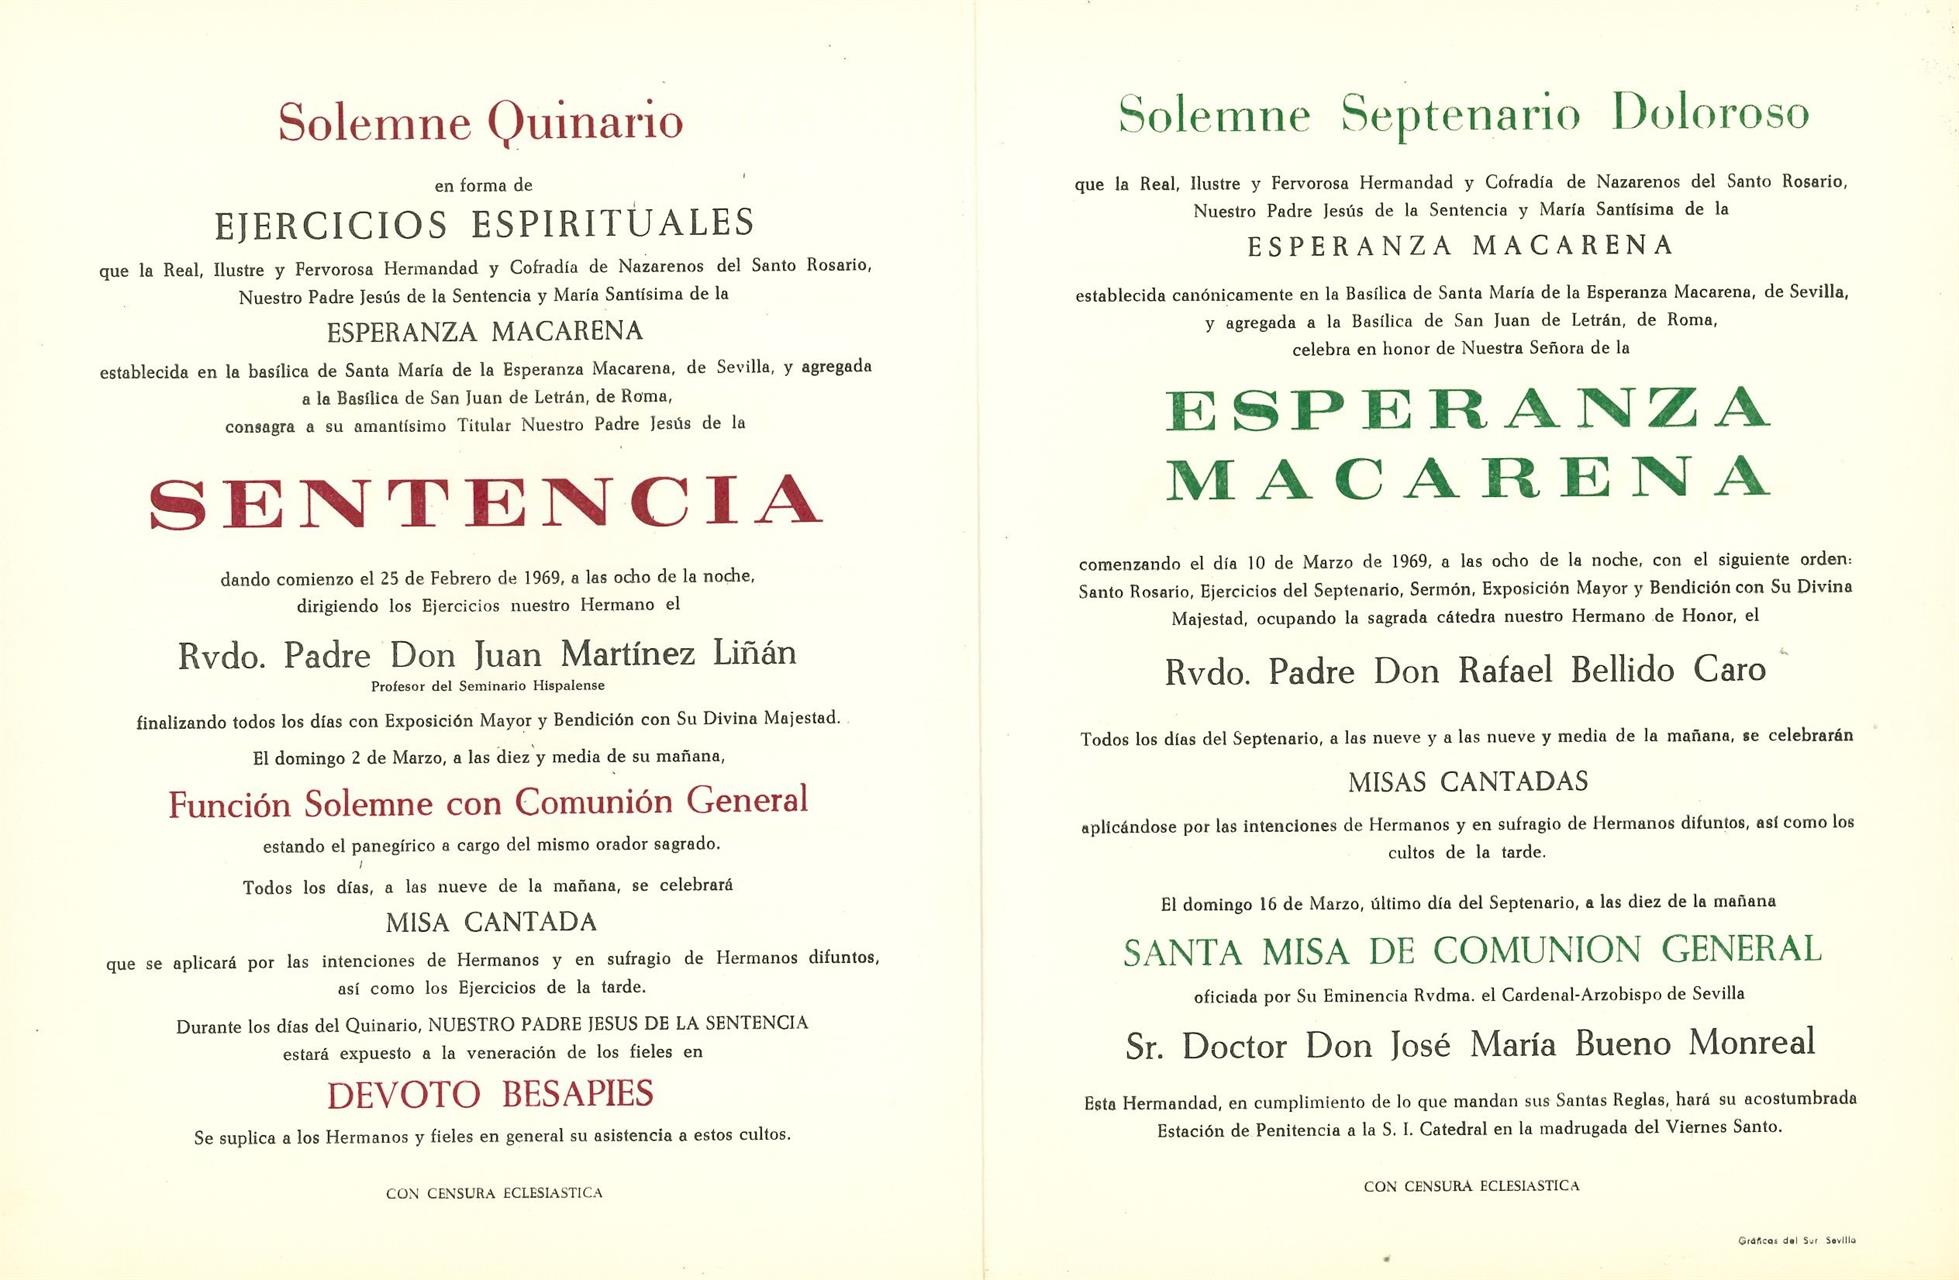 Solemne Quinario
en forma de
EJERCICIOS ESPIRITUALES
que la Real, Ilustre y Fervorosa Hermandad y Cofradía de Nazarenos del Santo Rosario,
Nuestro Padre Jesús de la Sentencia y María Santísima de la
ESPERANZA MACARENA
establecida en la basílica de Santa María de la Esperanza Macarena, de Sevilla, y agregada
a la Basílica de San Juan de Letrán, de Roma,
consagra a su amantísimo Titular Nuestro Padre Jesús de la
SENTENCIA
dando comienzo el 25 de Febrero de 1969, a las ocho de la noche,
dirigiendo los Ejercicios nuestro Hermano el
Rvdo. Padre Don Juan Martínez Liñán
Profesor del Seminario Hispalense
finalizando todos los días con Exposición Mayor y Bendición con Su Divina Majestad.
El domingo 2 de Marzo, a las diez y media de su mañana,
Función Solemne con Comunión General
estando el panegírico a cargo del mismo orador sagrado.
Todos los días, a las nueve de la mañana, se celebrará
MISA CANTADA
que se aplicará por las intenciones de Hermanos y en sufragio de Hermanos difuntos,
así como los Ejercicios de la tarde.
Durante los días del Quinario, NUESTRO PADRE JESUS DE LA SENTENCIA
estará expuesto a la veneración de los fieles en
DEVOTO BESAPIES
Se suplica a los Hermanos y fieles en general su asistencia a estos cultos.
CON CENSURA ECLESIASTICA
Solemne Septenario Doloroso
que la Real, Ilustre y Fervorosa Hermandad y Cofradía de Nazarenos del Santo Rosario,
Nuestro Padre Jesús de la Sentencia y María Santísima de la
ESPERANZA MACARENA
establecida canónicamente en la Basílica de Santa María de la Esperanza Macarena, de Sevilla,
y agregada a la Basílica de San Juan de Letrán, de Roma,
celebra en honor de Nuestra Señora de la
ESPERANZA
MACARENA
comenzando el día 10 de Marzo de 1969, a las ocho de la noche, con el siguiente orden:
Santo Rosario, Ejercicios del Septenario, Sermón, Exposición Mayor y Bendición con Su Divina
Majestad, ocupando la sagrada cátedra nuestro Hermano de Honor, el
Rvdo. Padre Don Rafael Bellido Caro
Todos los días del Septenario, a las nueve y a las nueve y media de la mañana, se celebrarán
MISAS CANTADAS
aplicándose por las intenciones de Hermanos y en sufragio de Hermanos difuntos, así como los
cultos de la tarde.
El domingo 16 de Marzo, último día del Septenario, a las diez de la mañana
SANTA MISA DE COMUNION GENERAL
oficiada por Su Eminencia Rvdma. el Cardenal-Arzobispo de Sevilla
Sr. Doctor Don José María Bueno Monreal
Esta Hermandad, en cumplimiento de lo que mandan sus Santas Reglas, hará su acostumbrada
Estación de Penitencia a la S. I. Catedral en la madrugada del Viernes Santo.
CON CENSURA ECLESIASTICA
Gráficas del Sur Sevilla